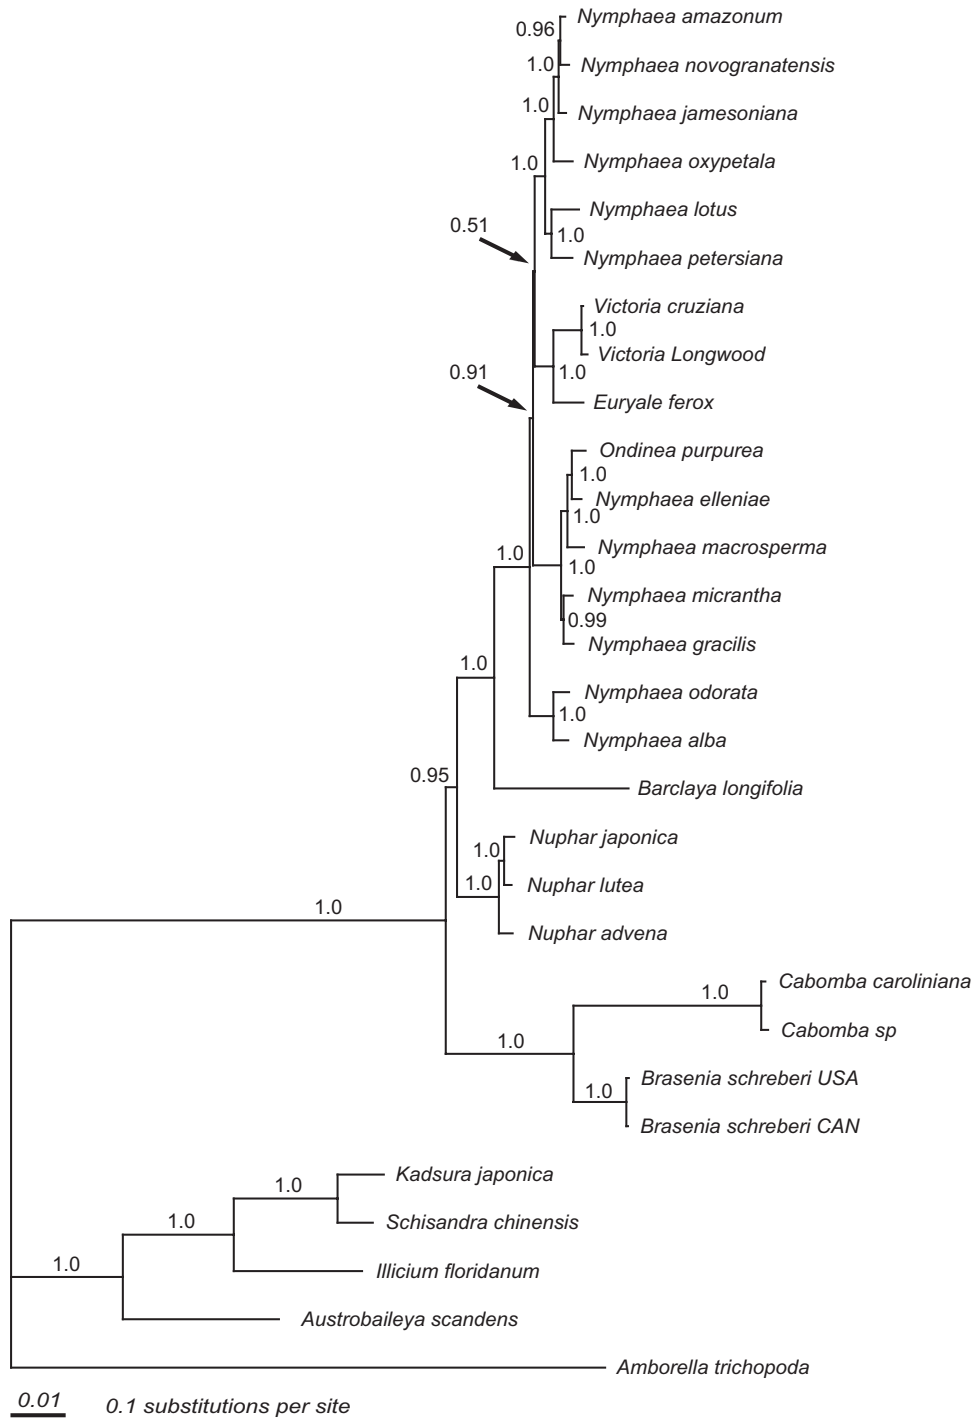 Nymphaea amazonum
0.96
1.0
Nymphaea novogranatensis
1.0
Nymphaea jamesoniana
1.0
Nymphaea oxypetala
Nymphaea lotus
0.51
1.0
Nymphaea petersiana
Victoria cruziana
1.0
Victoria Longwood
0.91
1.0
Euryale ferox
Ondinea purpurea
1.0
Nymphaea elleniae
1.0
Nymphaea macrosperma
1.0
1.0
Nymphaea micrantha
0.99
Nymphaea gracilis
1.0
Nymphaea odorata
1.0
Nymphaea alba
0.95
Barclaya longifolia
Nuphar japonica
1.0
1.0
Nuphar lutea
1.0
Nuphar advena
Cabomba caroliniana
1.0
Cabomba sp
1.0
Brasenia schreberi USA
1.0
Brasenia schreberi CAN
Kadsura japonica
1.0
Schisandra chinensis
1.0
1.0
Illicium floridanum
Austrobaileya scandens
Amborella trichopoda
0.01
0.1 substitutions per site